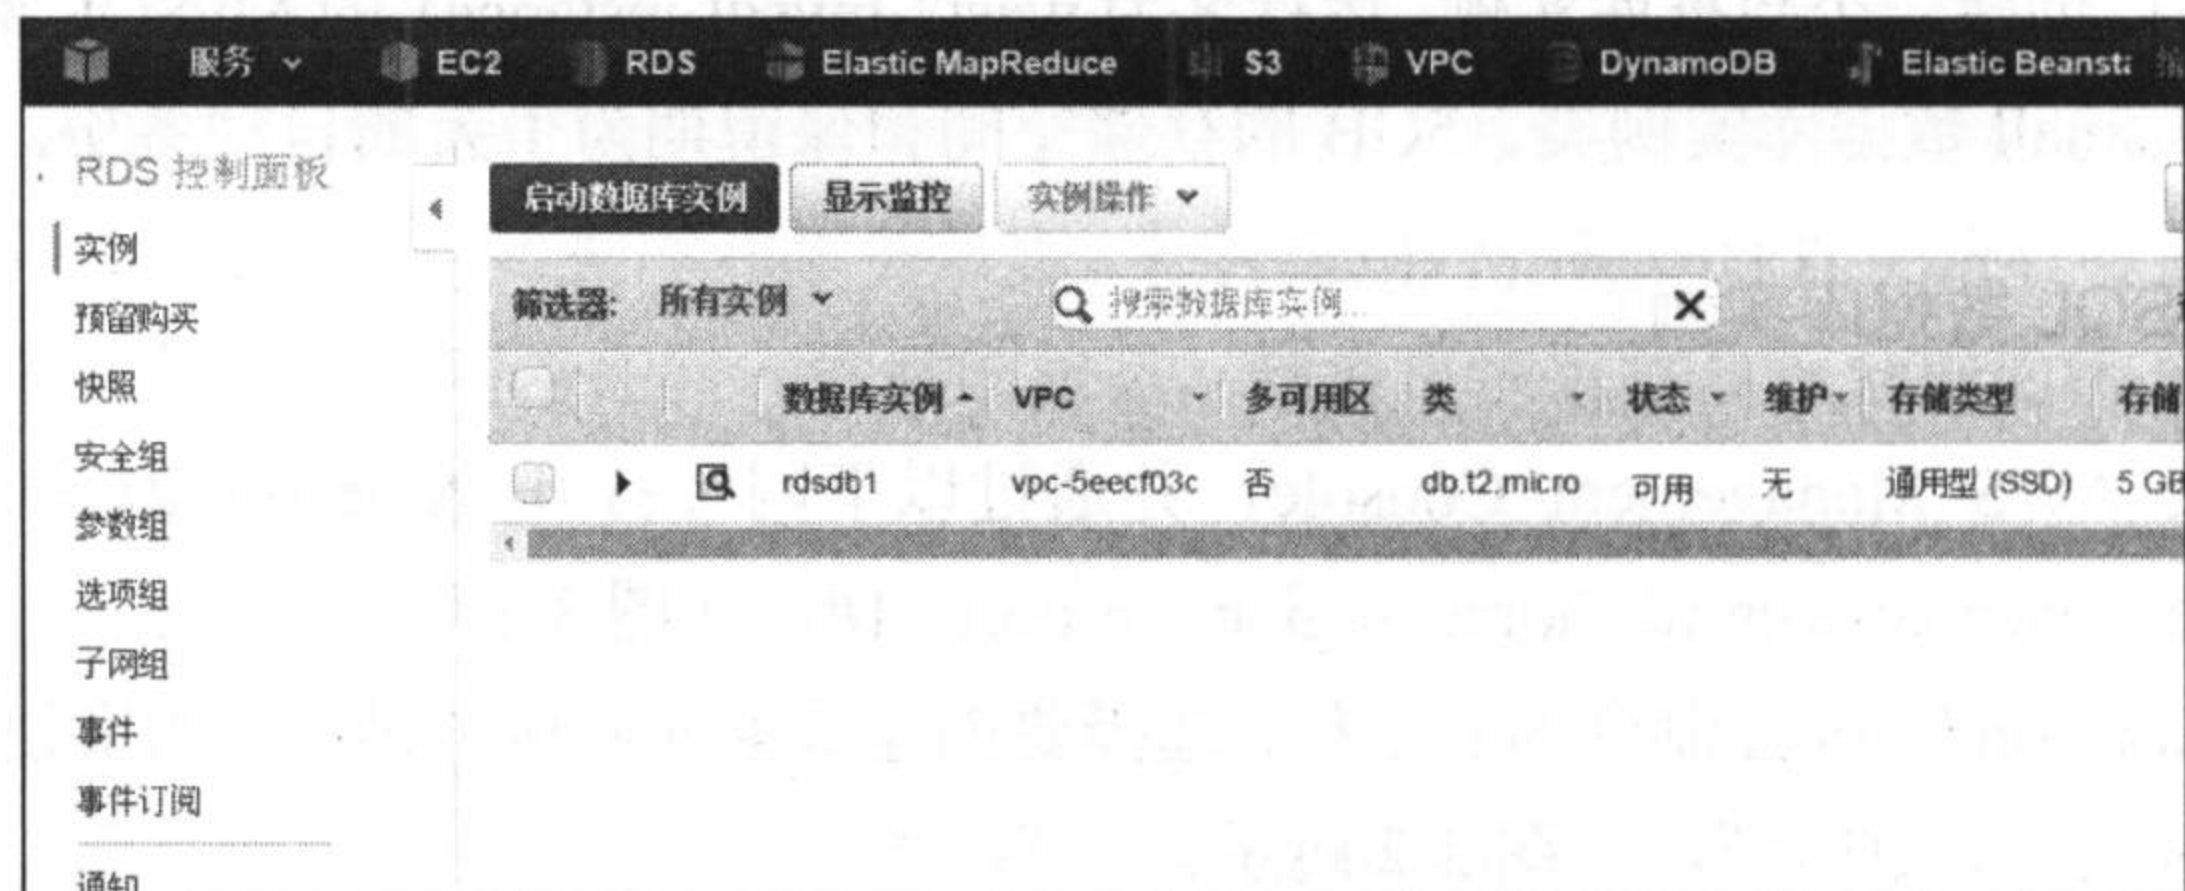 服务 EC2 RDS Elastic MapReduce S3 VPC DynamoDB Elastic Beansta
RDS 控制面板
实例
预留购买
快照
安全组
参数组
选项组
子网组
事件
事件订阅
通知
启动数据库实例 显示监控 实例操作
筛选器: 所有实例 搜索数据库实例...
数据库实例 VPC 多可用区 类 状态 维护 存储类型 存储
rdsdb1 vpc-5eecf03c 否 db.t2.micro 可用 无 通用型 (SSD) 5 GB